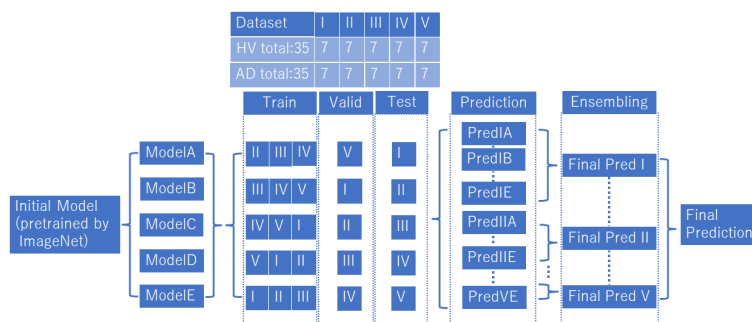 Dataset I II III IV V
HV total:35 7 7 7 7 7
AD total:35 7 7 7 7 7
Train Valid Test Prediction Ensembling
Initial Model
(pretrained by
ImageNet)
ModelA
ModelB
ModelC
ModelD
ModelE
II III IV V I
III IV V I II
IV V I II III
V I II III IV
I II III IV V
PredIA
PredIB
PredIE
PredIIA
PredIIE
PredVE
Final Pred I
Final Pred II
Final Pred V
Final
Prediction